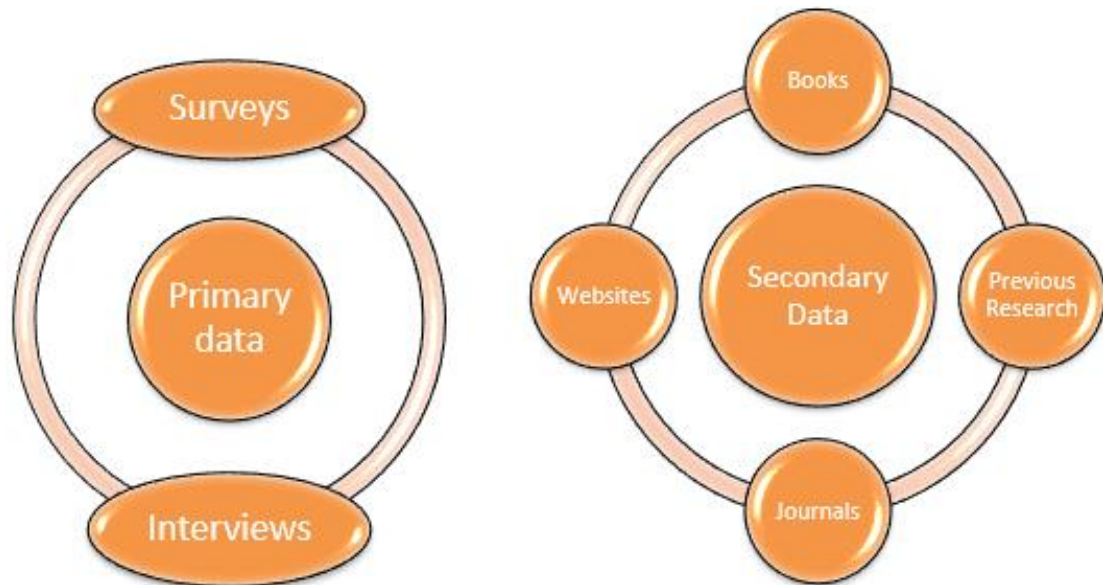 Surveys
Primary
data
Interviews
Books
Websites
Secondary
Data
Previous
Research
Journals